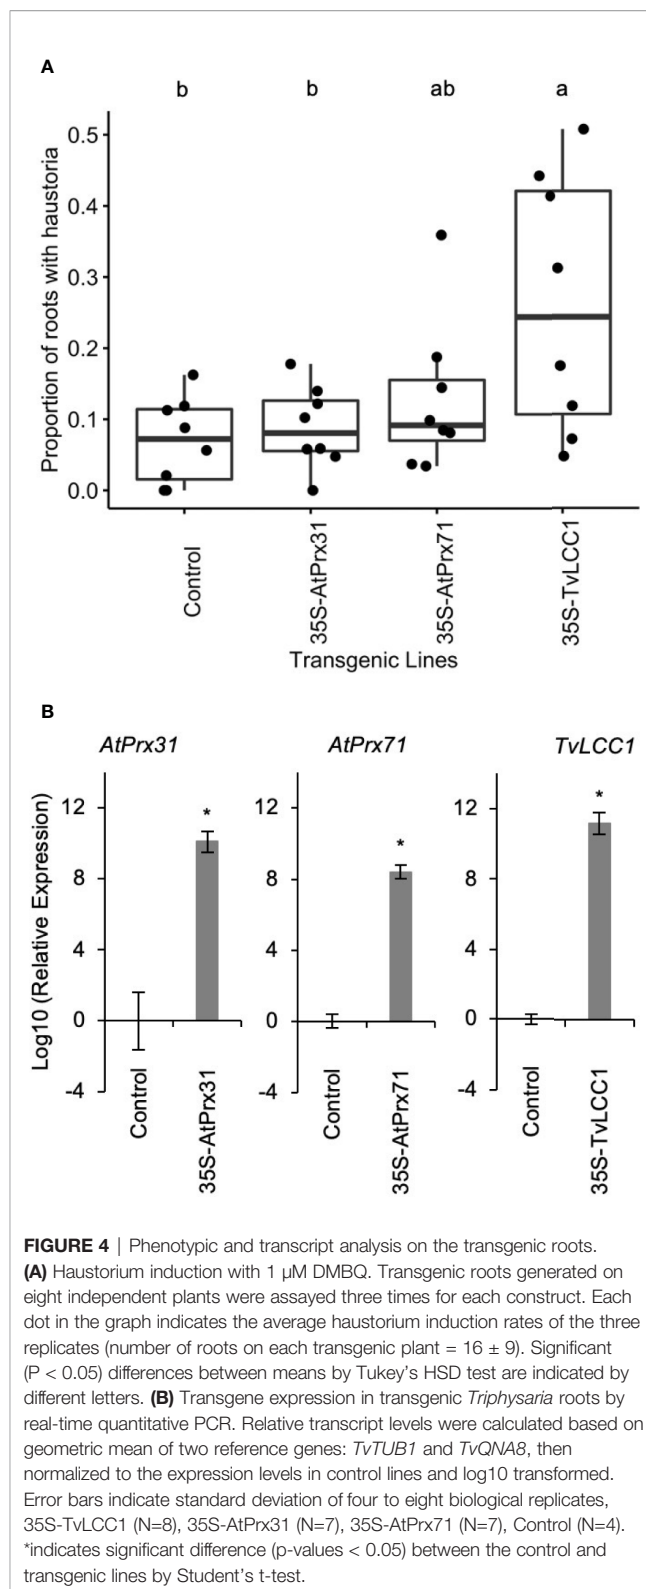 A
b b ab a
Proportion of roots with haustoria
0.5
0.4
0.3
0.2
0.1
0.0
Control
35S-AtPrx31
35S-AtPrx71
35S-TvLCC1
Transgenic Lines
B
AtPrx31 AtPrx71 TvLCC1
Log10 (Relative Expression)
12
8
4
0
-4
*
Control
35S-AtPrx31
12
8
4
0
-4
*
Control
35S-AtPrx71
12
8
4
0
-4
*
Control
35S-TvLCC1
FIGURE 4 | Phenotypic and transcript analysis on the transgenic roots.
(A) Haustorium induction with 1 µM DMBQ. Transgenic roots generated on
eight independent plants were assayed three times for each construct. Each
dot in the graph indicates the average haustorium induction rates of the three
replicates (number of roots on each transgenic plant = 16 ± 9). Significant
(P < 0.05) differences between means by Tukey's HSD test are indicated by
different letters. (B) Transgene expression in transgenic Triphysaria roots by
real-time quantitative PCR. Relative transcript levels were calculated based on
geometric mean of two reference genes: TvTUB1 and TvQNA8, then
normalized to the expression levels in control lines and log10 transformed.
Error bars indicate standard deviation of four to eight biological replicates,
35S-TvLCC1 (N=8), 35S-AtPrx31 (N=7), 35S-AtPrx71 (N=7), Control (N=4).
*indicates significant difference (p-values < 0.05) between the control and
transgenic lines by Student's t-test.